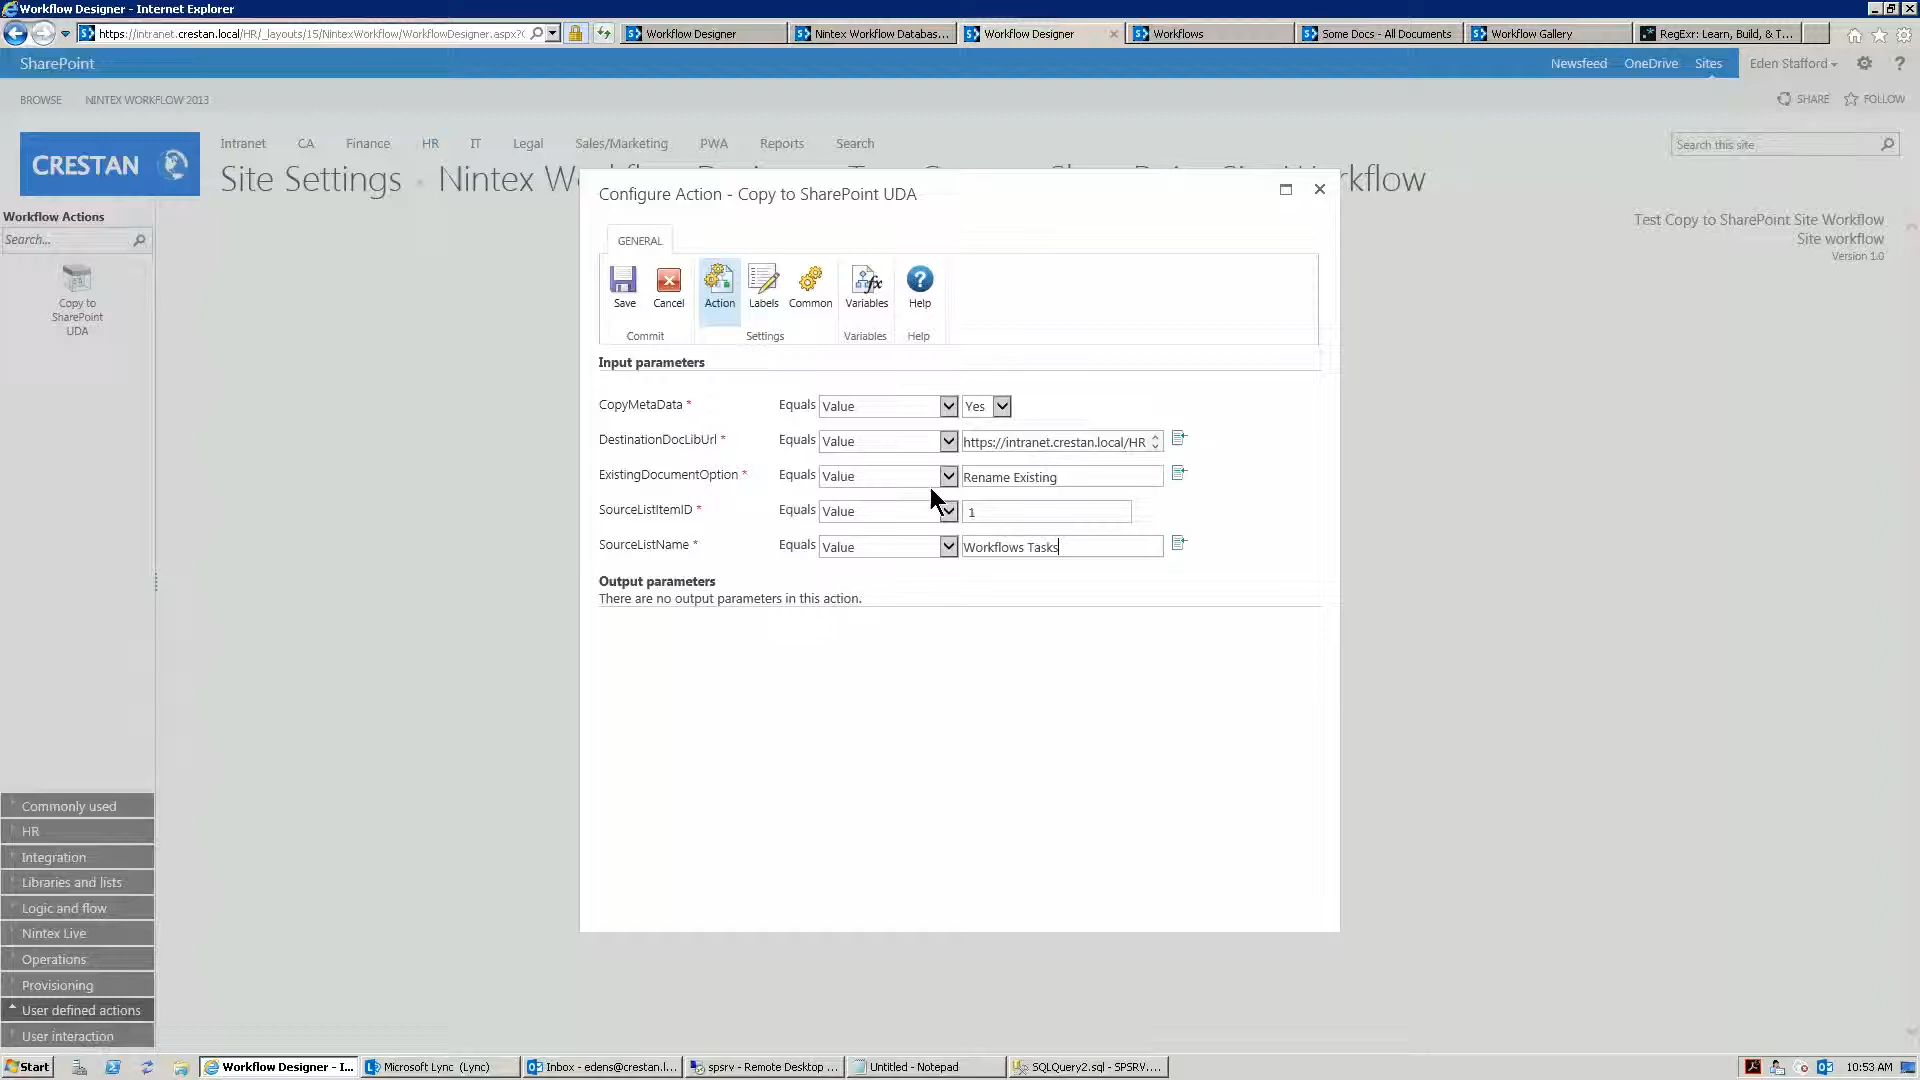 Workflow Designer - Internet Explorer
https://intranet.crestan.local/HR/_layouts/15/NintexWorkflow/WorkflowDesigner.aspx?
Workflow Designer
Nintex Workflow Databas...
Workflow Designer
Workflows
Some Docs - All Documents
Workflow Gallery
RegExr: Learn, Build, & T...
SharePoint
Newsfeed
OneDrive
Sites
Eden Stafford
?
BROWSE
NINTEX WORKFLOW 2013
SHARE
FOLLOW
CRESTAN
Intranet
CA
Finance
HR
IT
Legal
Sales/Marketing
PWA
Reports
Search
Search this site
Site Settings
Nintex
Workflow Actions
Search...
Copy to
SharePoint
UDA
Test Copy to SharePoint Site Workflow
Site workflow
Version 1.0
Configure Action - Copy to SharePoint UDA
GENERAL
Save
Cancel
Action
Labels
Common
Variables
Help
Commit
Settings
Variables
Help
Input parameters
CopyMetaData * Equals Value Yes
DestinationDocLibUrl * Equals Value https://intranet.crestan.local/HR
ExistingDocumentOption * Equals Value Rename Existing
SourceListItemID * Equals Value 1
SourceListName * Equals Value Workflows Tasks
Output parameters
There are no output parameters in this action.
Commonly used
HR
Integration
Libraries and lists
Logic and flow
Nintex Live
Operations
Provisioning
User defined actions
User interaction
Start
Workflow Designer - I...
Microsoft Lync (Lync)
Inbox - edens@crestan.l...
spsrv - Remote Desktop ...
Untitled - Notepad
SQLQuery2.sql - SPSRV....
10:53 AM